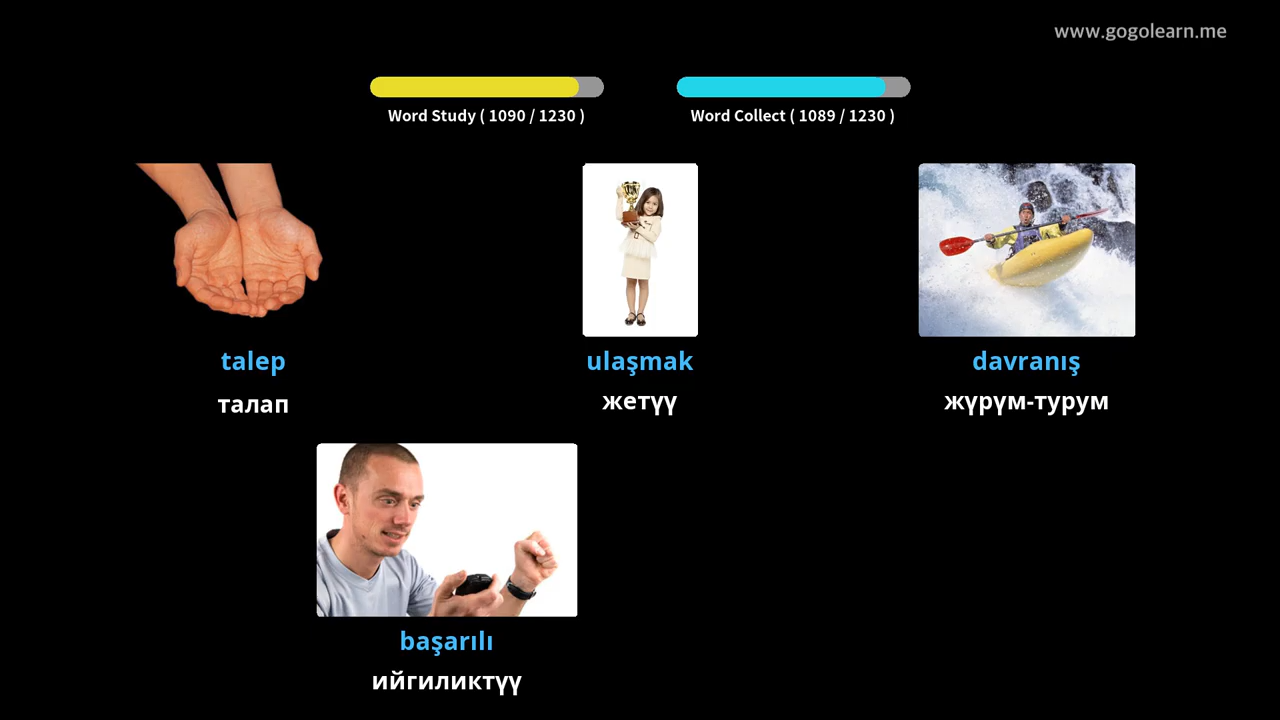 www.gogolearn.me
Word Study ( 1090 / 1230 )
Word Collect ( 1089 / 1230 )
talep
талап
ulaşmak
жетүү
davranış
жүрүм-турум
başarılı
ийгиликтүү